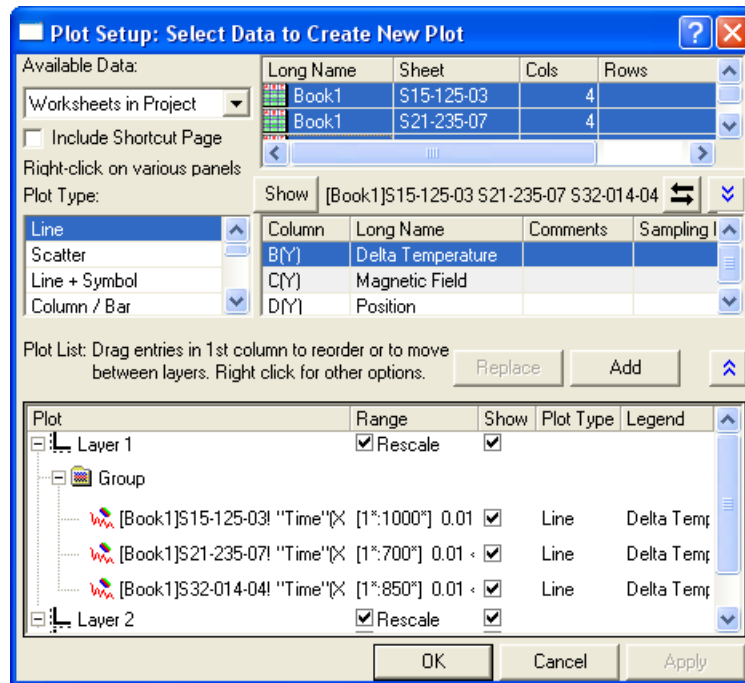 Plot Setup: Select Data to Create New Plot
Available Data:
Worksheets in Project
Include Shortcut Page
Right-click on various panels
Plot Type:
Line
Scatter
Line + Symbol
Column / Bar
Long Name Sheet Cols Rows
Book1 S15-125-03 4
Book1 S21-235-07 4
Show [Book1]S15-125-03 S21-235-07 S32-014-04
Column Long Name Comments Sampling I
B(Y) Delta Temperature
C(Y) Magnetic Field
D(Y) Position
Plot List: Drag entries in 1st column to reorder or to move
between layers. Right click for other options.
Replace Add
Plot Range Show Plot Type Legend
Layer 1 Rescale
Group
[Book1]S15-125-03! "Time"(X [1*:1000*] 0.01 Line Delta Temp
[Book1]S21-235-07! "Time"(X [1*:700*] 0.01 < Line Delta Temp
[Book1]S32-014-04! "Time"(X [1*:850*] 0.01 < Line Delta Temp
Layer 2 Rescale
OK Cancel Apply